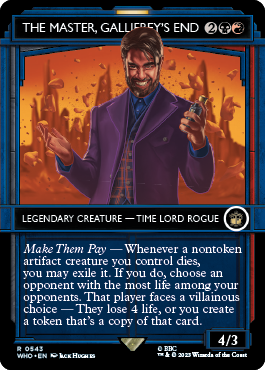 THE MASTER, GALLIFREY'S END 2
LEGENDARY CREATURE — TIME LORD ROGUE
Make Them Pay — Whenever a nontoken
artifact creature you control dies,
you may exile it. If you do, choose an
opponent with the most life among your
opponents. That player faces a villainous
choice — They lose 4 life, or you create
a token that's a copy of that card.
4/3
R 0543
WHO • EN JACK HUGHES
© BBC
™ & © 2023 Wizards of the Coast